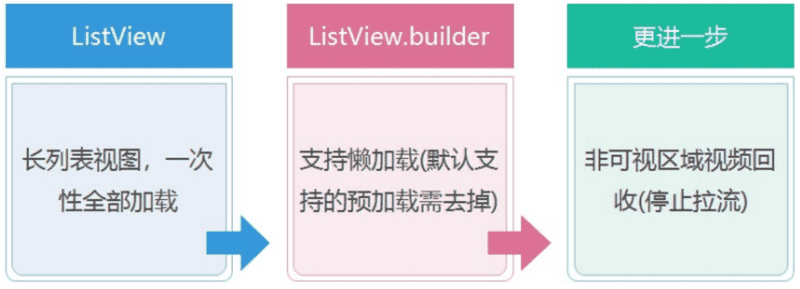 ListView
长列表视图，一次
性全部加载
ListView.builder
支持懒加载(默认支
持的预加载需去掉)
更进一步
非可视区域视频回
收(停止拉流)